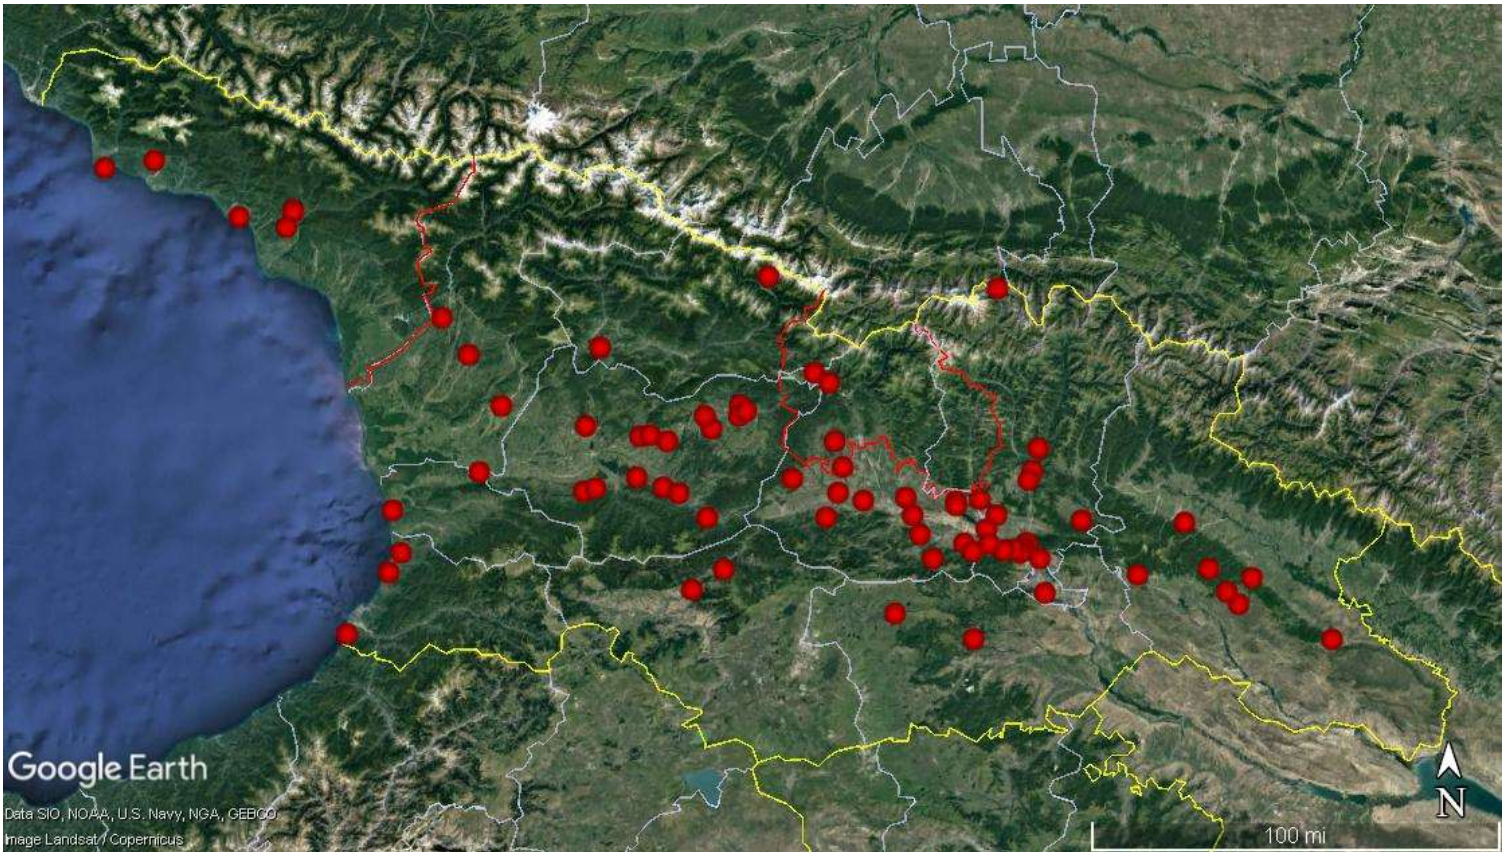 Google Earth
Data SIO, NOAA, U.S. Navy, NGA, GEBCO
Image Landsat / Copernicus
N
100 mi